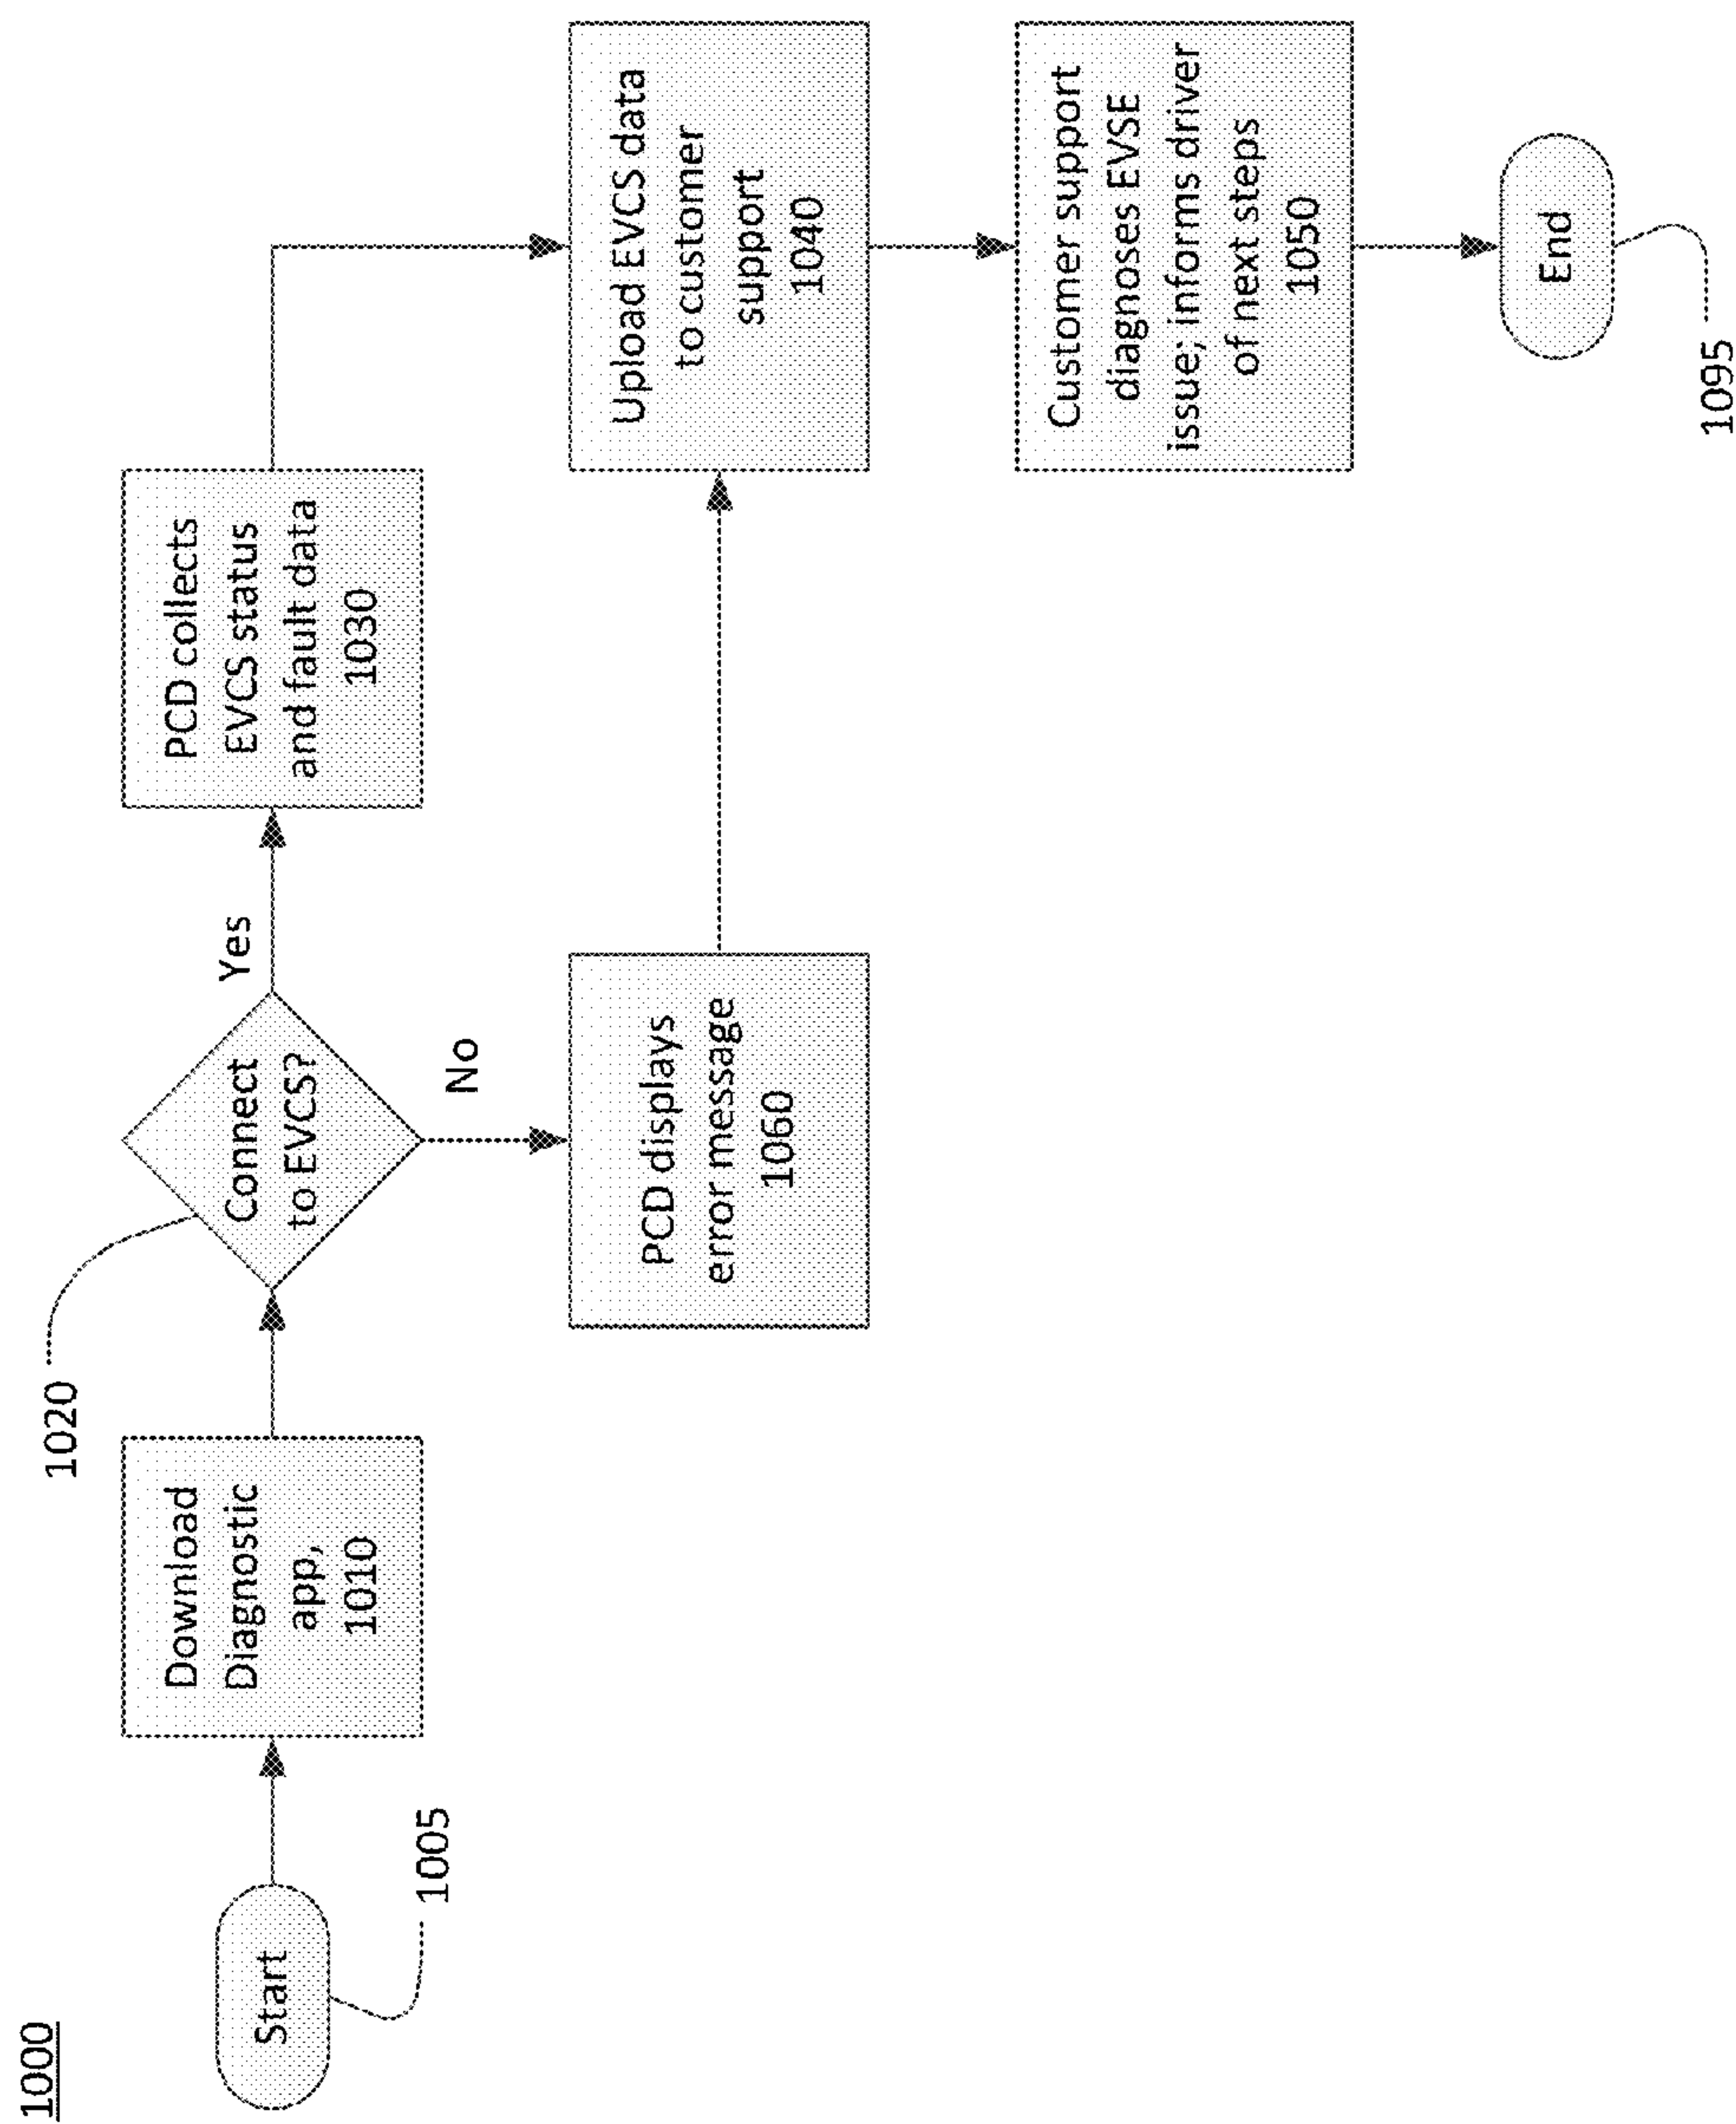 1000
Start
1005
Download
Diagnostic
app,
1010
1020
Connect
to EVCS?
Yes
No
PCD collects
EVCS status
and fault data
1030
PCD displays
error message
1060
Upload EVCS data
to customer
support
1040
Customer support
diagnoses EVSE
issue; informs driver
of next steps
1050
End
1095